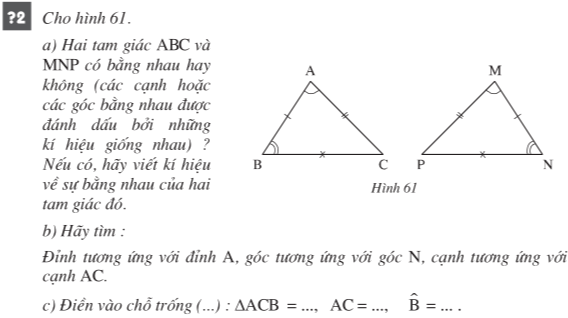 ?2 Cho hình 61.
a) Hai tam giác ABC và
MNP có bằng nhau hay
không (các cạnh hoặc
các góc bằng nhau được
đánh dấu bởi những
kí hiệu giống nhau) ?
Nếu có, hãy viết kí hiệu
về sự bằng nhau của hai
tam giác đó.
A
M
B
C
P
N
Hình 61
b) Hãy tìm :
Đỉnh tương ứng với đỉnh A, góc tương ứng với góc N, cạnh tương ứng với
cạnh AC.
c) Điền vào chỗ trống (...) : ΔACB = ..., AC = ..., B̂ = ... .